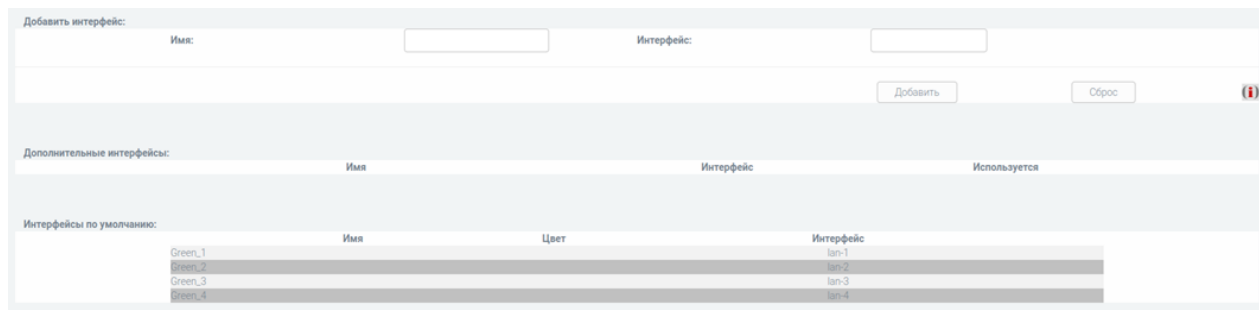 Добавить интерфейс:
Имя: Интерфейс:
Добавить Сброс i
Дополнительные интерфейсы:
Имя Интерфейс Используется
Интерфейсы по умолчанию:
Имя Цвет Интерфейс
Green_1 lan-1
Green_2 lan-2
Green_3 lan-3
Green_4 lan-4